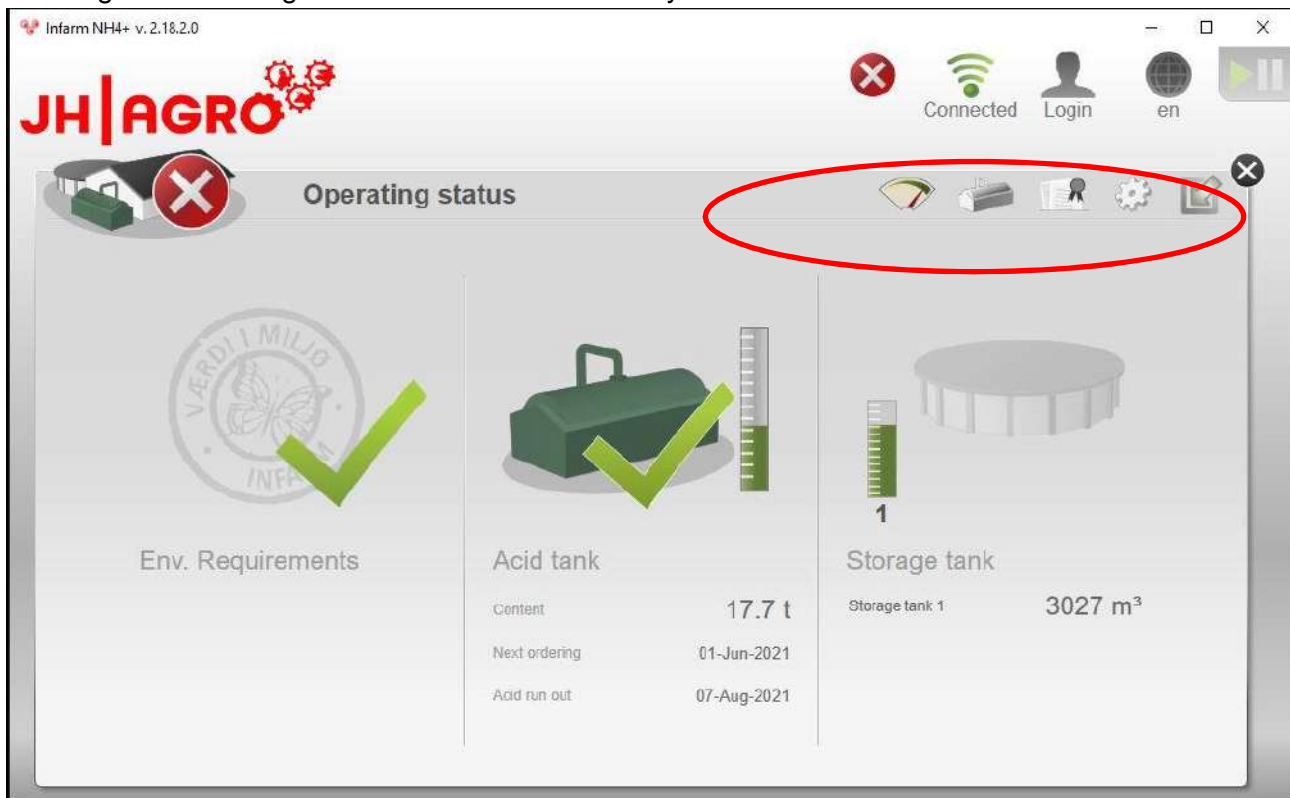 Infarm NH4+ v. 2.18.2.0
JH AGRO
Connected
Login
en
Operating status
VÆRDI I MILJØ
Env. Requirements
Acid tank
Content 17.7 t
Next ordering 01-Jun-2021
Acid run out 07-Aug-2021
1
Storage tank
Storage tank 1 3027 m³